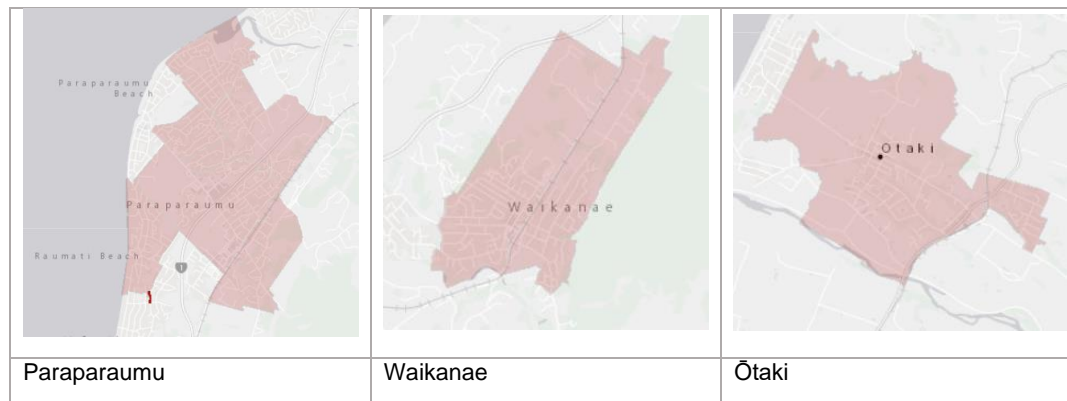 Paraparaumu
Beach
Paraparaumu
Raumati Beach
1
Waikanae
Otaki
Paraparaumu
Waikanae
Ōtaki